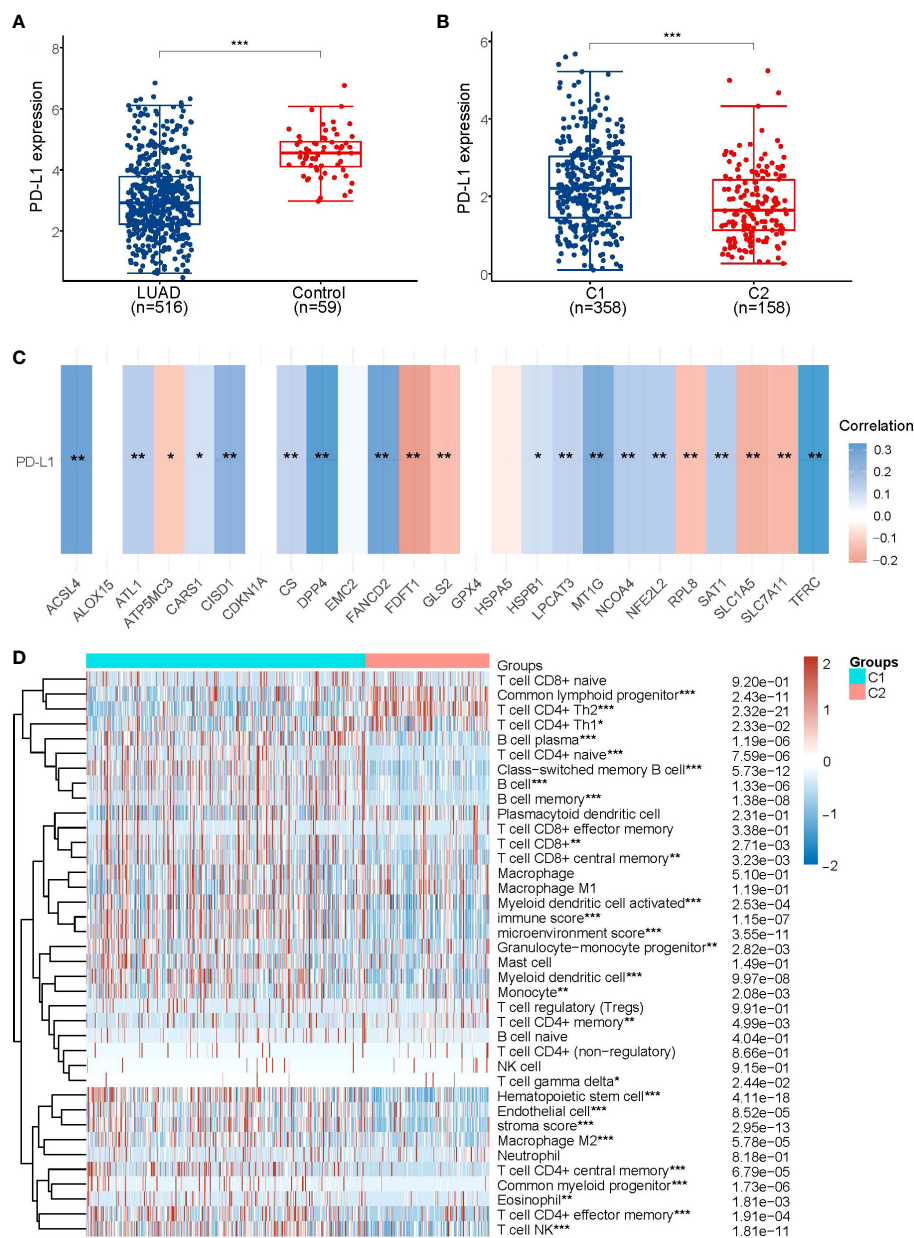 A
***
8
6
4
2
PD-L1 expression
LUAD
(n=516)
Control
(n=59)
B
***
6
4
2
0
PD-L1 expression
C1
(n=358)
C2
(n=158)
C
PD-L1
** ** * * ** ** ** ** ** ** * ** ** ** ** ** ** ** ** **
Correlation
0.3
0.2
0.1
0.0
−0.1
−0.2
ACSL4
ALOX15
ATL1
ATP5MC3
CARS1
CISD1
CDKN1A
CS
DPP4
EMC2
FANCD2
FDFT1
GLS2
GPX4
HSPA5
HSPB1
LPCAT3
MT1G
NCOA4
NFE2L2
RPL8
SAT1
SLC1A5
SLC7A11
TFRC
D
Groups
T cell CD8+ naive 9.20e−01
Common lymphoid progenitor*** 2.43e−11
T cell CD4+ Th2*** 2.32e−21
T cell CD4+ Th1* 2.33e−02
B cell plasma*** 1.19e−06
T cell CD4+ naive*** 7.59e−06
Class−switched memory B cell*** 5.73e−12
B cell*** 1.33e−06
B cell memory*** 1.38e−08
Plasmacytoid dendritic cell 2.31e−01
T cell CD8+ effector memory 3.38e−01
T cell CD8+** 2.71e−03
T cell CD8+ central memory** 3.23e−03
Macrophage 5.10e−01
Macrophage M1 1.19e−01
Myeloid dendritic cell activated*** 2.53e−04
immune score*** 1.15e−07
microenvironment score*** 3.55e−11
Granulocyte−monocyte progenitor** 2.82e−03
Mast cell 1.49e−01
Myeloid dendritic cell*** 9.97e−08
Monocyte** 2.08e−03
T cell regulatory (Tregs) 9.91e−01
T cell CD4+ memory** 4.99e−03
B cell naive 4.04e−01
T cell CD4+ (non−regulatory) 8.66e−01
NK cell 9.15e−01
T cell gamma delta* 2.44e−02
Hematopoietic stem cell*** 4.11e−18
Endothelial cell*** 8.52e−05
stroma score*** 2.95e−13
Macrophage M2*** 5.78e−05
Neutrophil 8.18e−01
T cell CD4+ central memory*** 6.79e−05
Common myeloid progenitor*** 1.73e−06
Eosinophil** 1.81e−03
T cell CD4+ effector memory*** 1.91e−04
T cell NK*** 1.81e−11
2
1
0
−1
−2
Groups
C1
C2